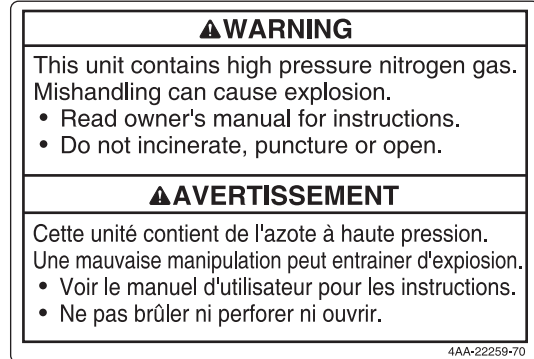 ⚠WARNING
This unit contains high pressure nitrogen gas.
Mishandling can cause explosion.
• Read owner's manual for instructions.
• Do not incinerate, puncture or open.
⚠AVERTISSEMENT
Cette unité contient de l'azote à haute pression.
Une mauvaise manipulation peut entrainer d'explosion.
• Voir le manuel d'utilisateur pour les instructions.
• Ne pas brûler ni perforer ni ouvrir.
4AA-22259-70